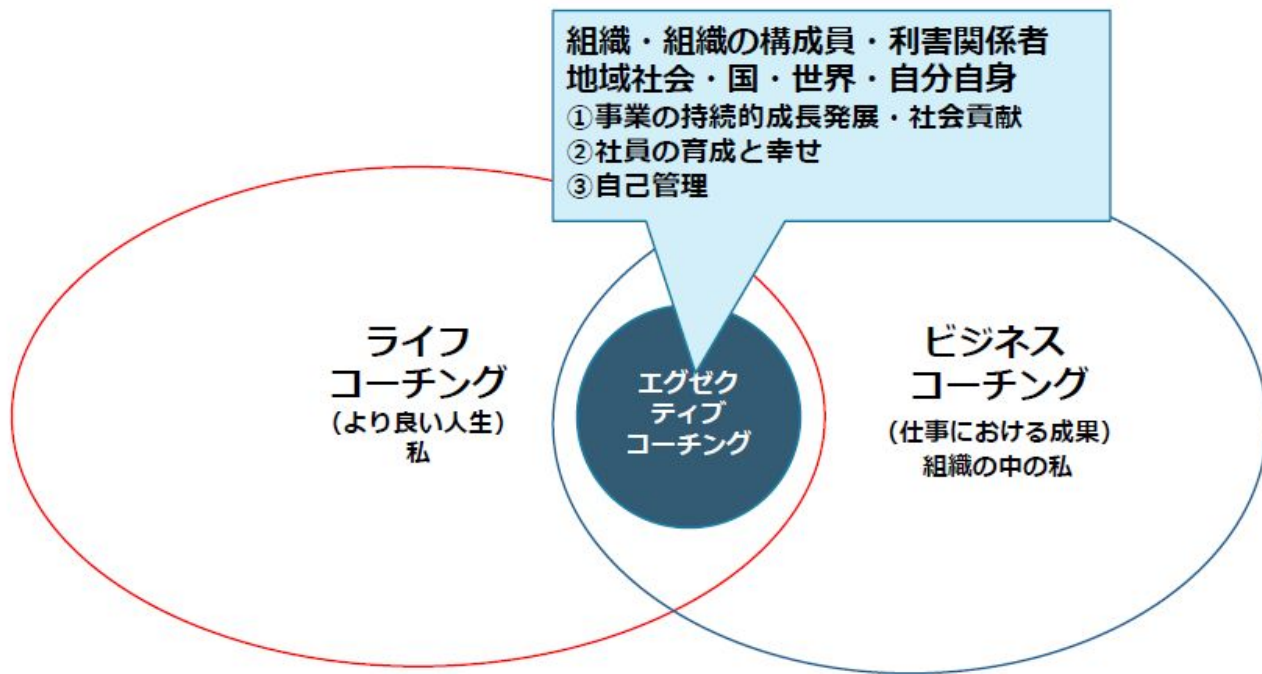 組織・組織の構成員・利害関係者
地域社会・国・世界・自分自身
①事業の持続的成長発展・社会貢献
②社員の育成と幸せ
③自己管理
ライフ
コーチング
(より良い人生)
私
エグゼク
ティブ
コーチング
ビジネス
コーチング
(仕事における成果)
組織の中の私